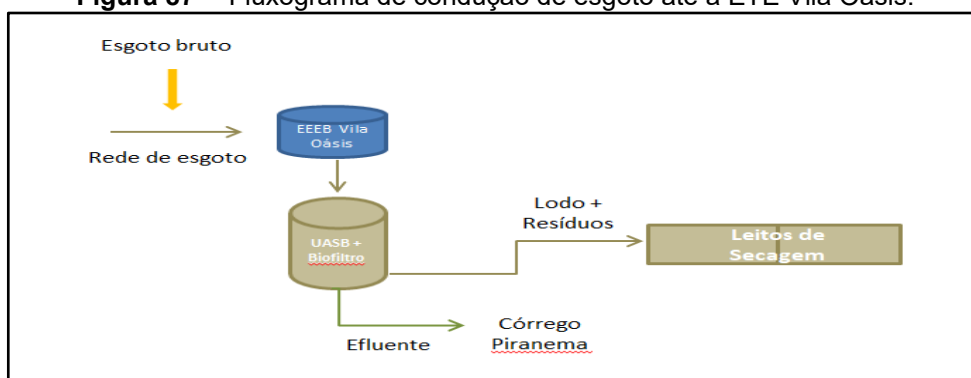 Figura 37 – Fluxograma de condução de esgoto até a ETE Vila Oásis.
Esgoto bruto
EEEB Vila
Oásis
Rede de esgoto
Lodo +
Resíduos
UASB +
Biofiltro
Leitos de
Secagem
Efluente
Córrego
Piranema